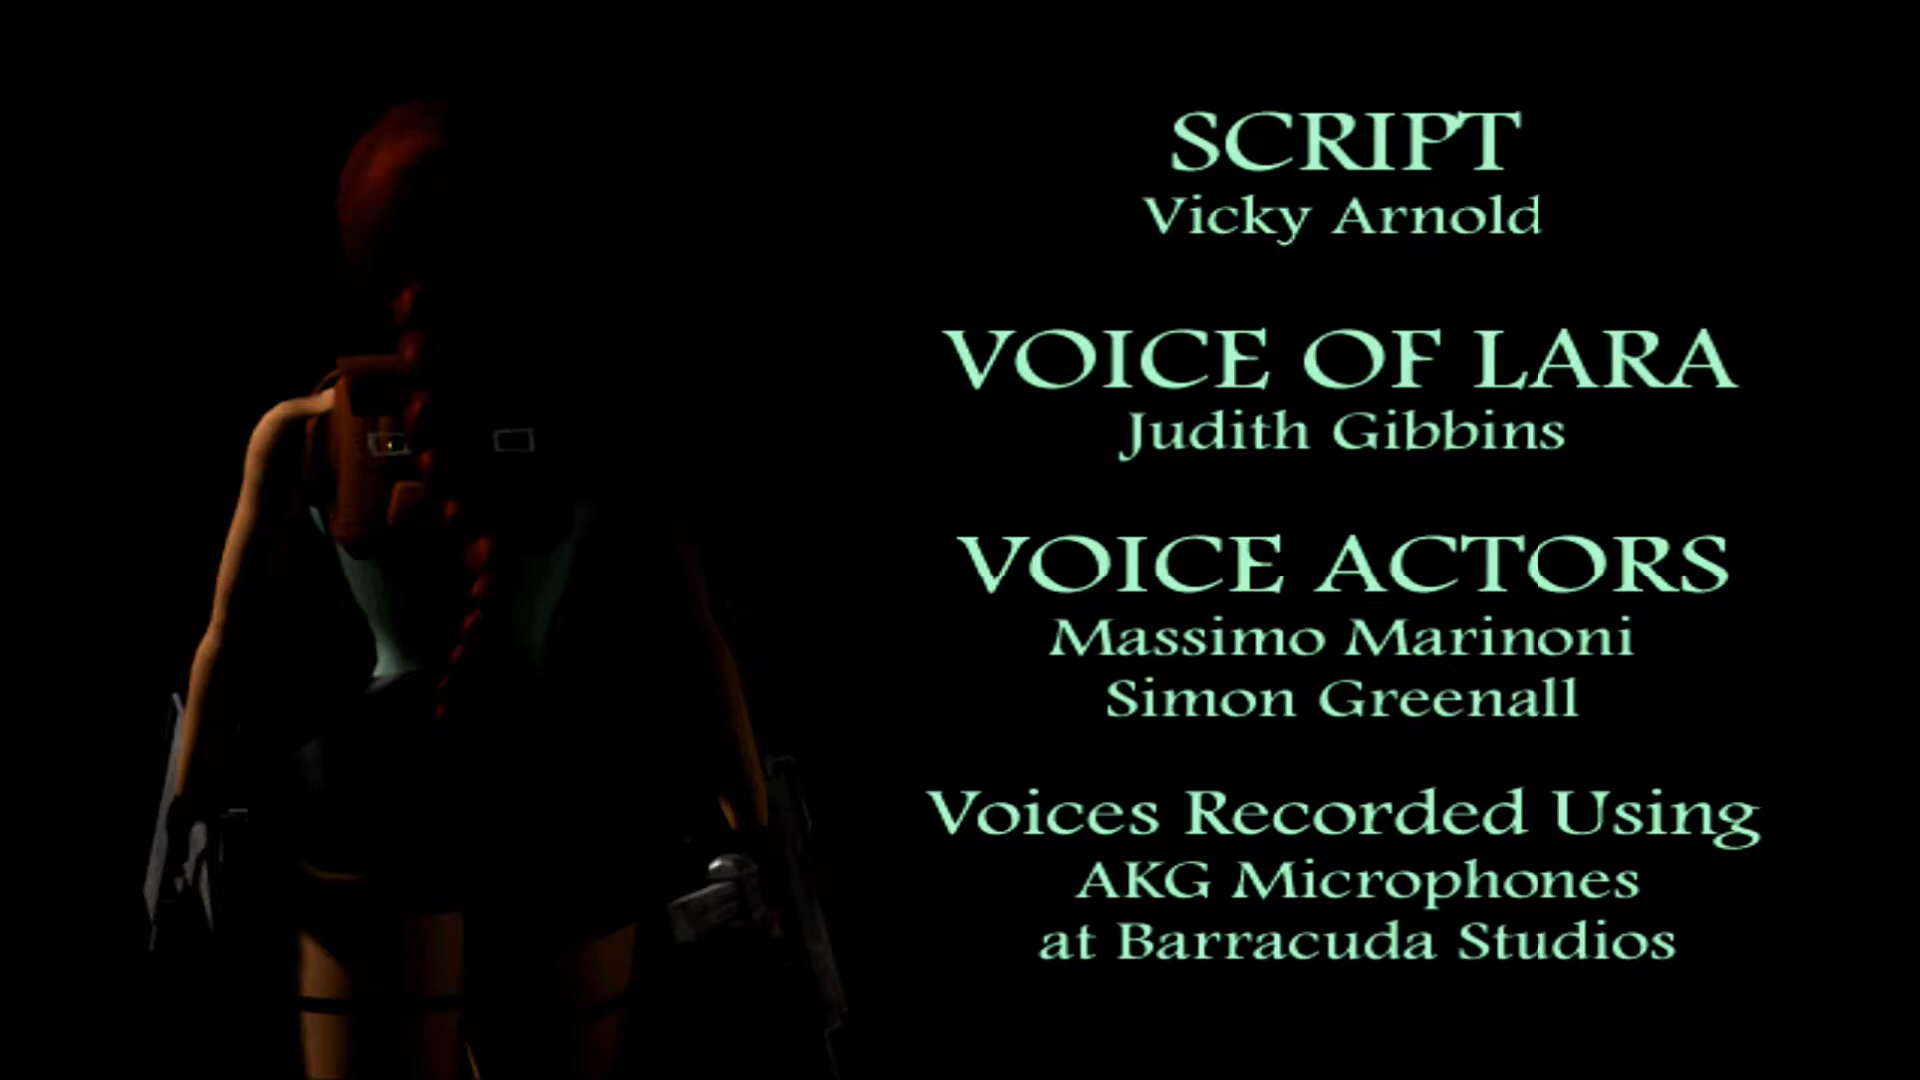 SCRIPT
Vicky Arnold
VOICE OF LARA
Judith Gibbins
VOICE ACTORS
Massimo Marinoni
Simon Greenall
Voices Recorded Using
AKG Microphones
at Barracuda Studios